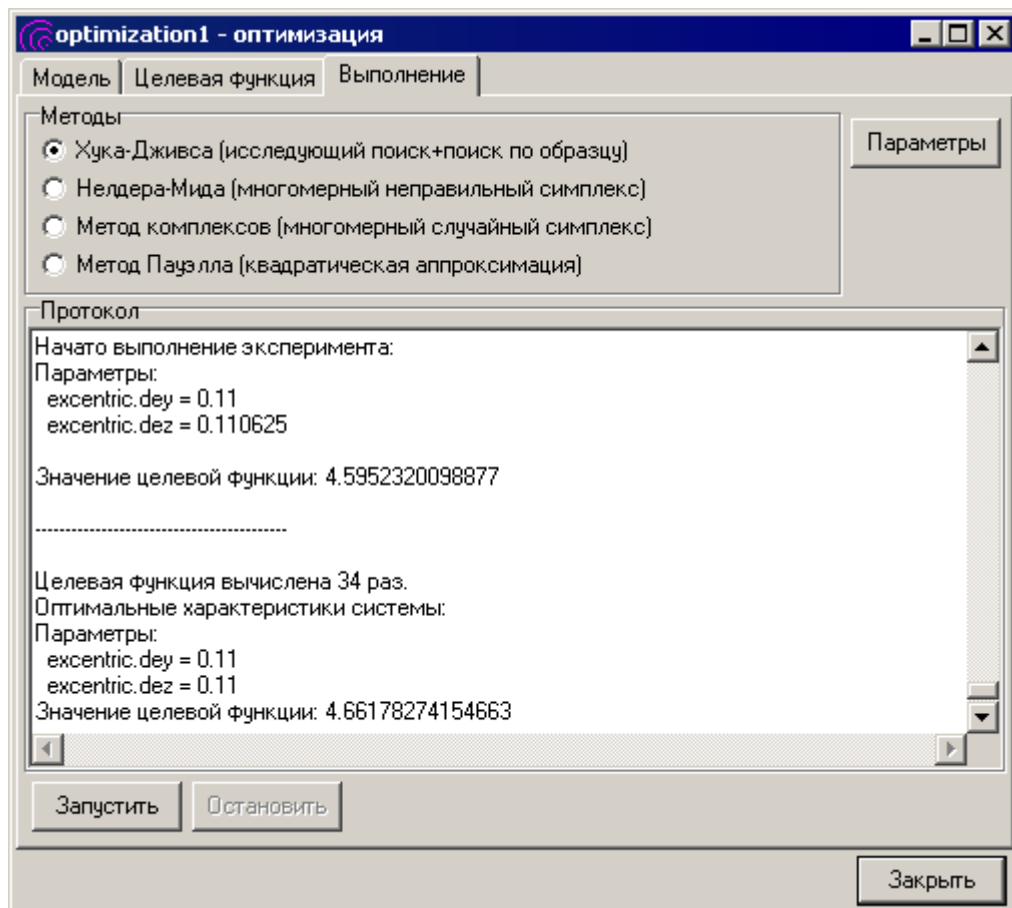 optimization1 - оптимизация
Модель Целевая функция Выполнение
Методы
Хука-Дживса (исследующий поиск+поиск по образцу)
Параметры
Нелдера-Мида (многомерный неправильный симплекс)
Метод комплексов (многомерный случайный симплекс)
Метод Пауэлла (квадратическая аппроксимация)
Протокол
Начато выполнение эксперимента:
Параметры:
excentric.dey = 0.11
excentric.dez = 0.110625
Значение целевой функции: 4.5952320098877
------------------------------------------
Целевая функция вычислена 34 раз.
Оптимальные характеристики системы:
Параметры:
excentric.dey = 0.11
excentric.dez = 0.11
Значение целевой функции: 4.66178274154663
Запустить Остановить
Закрыть